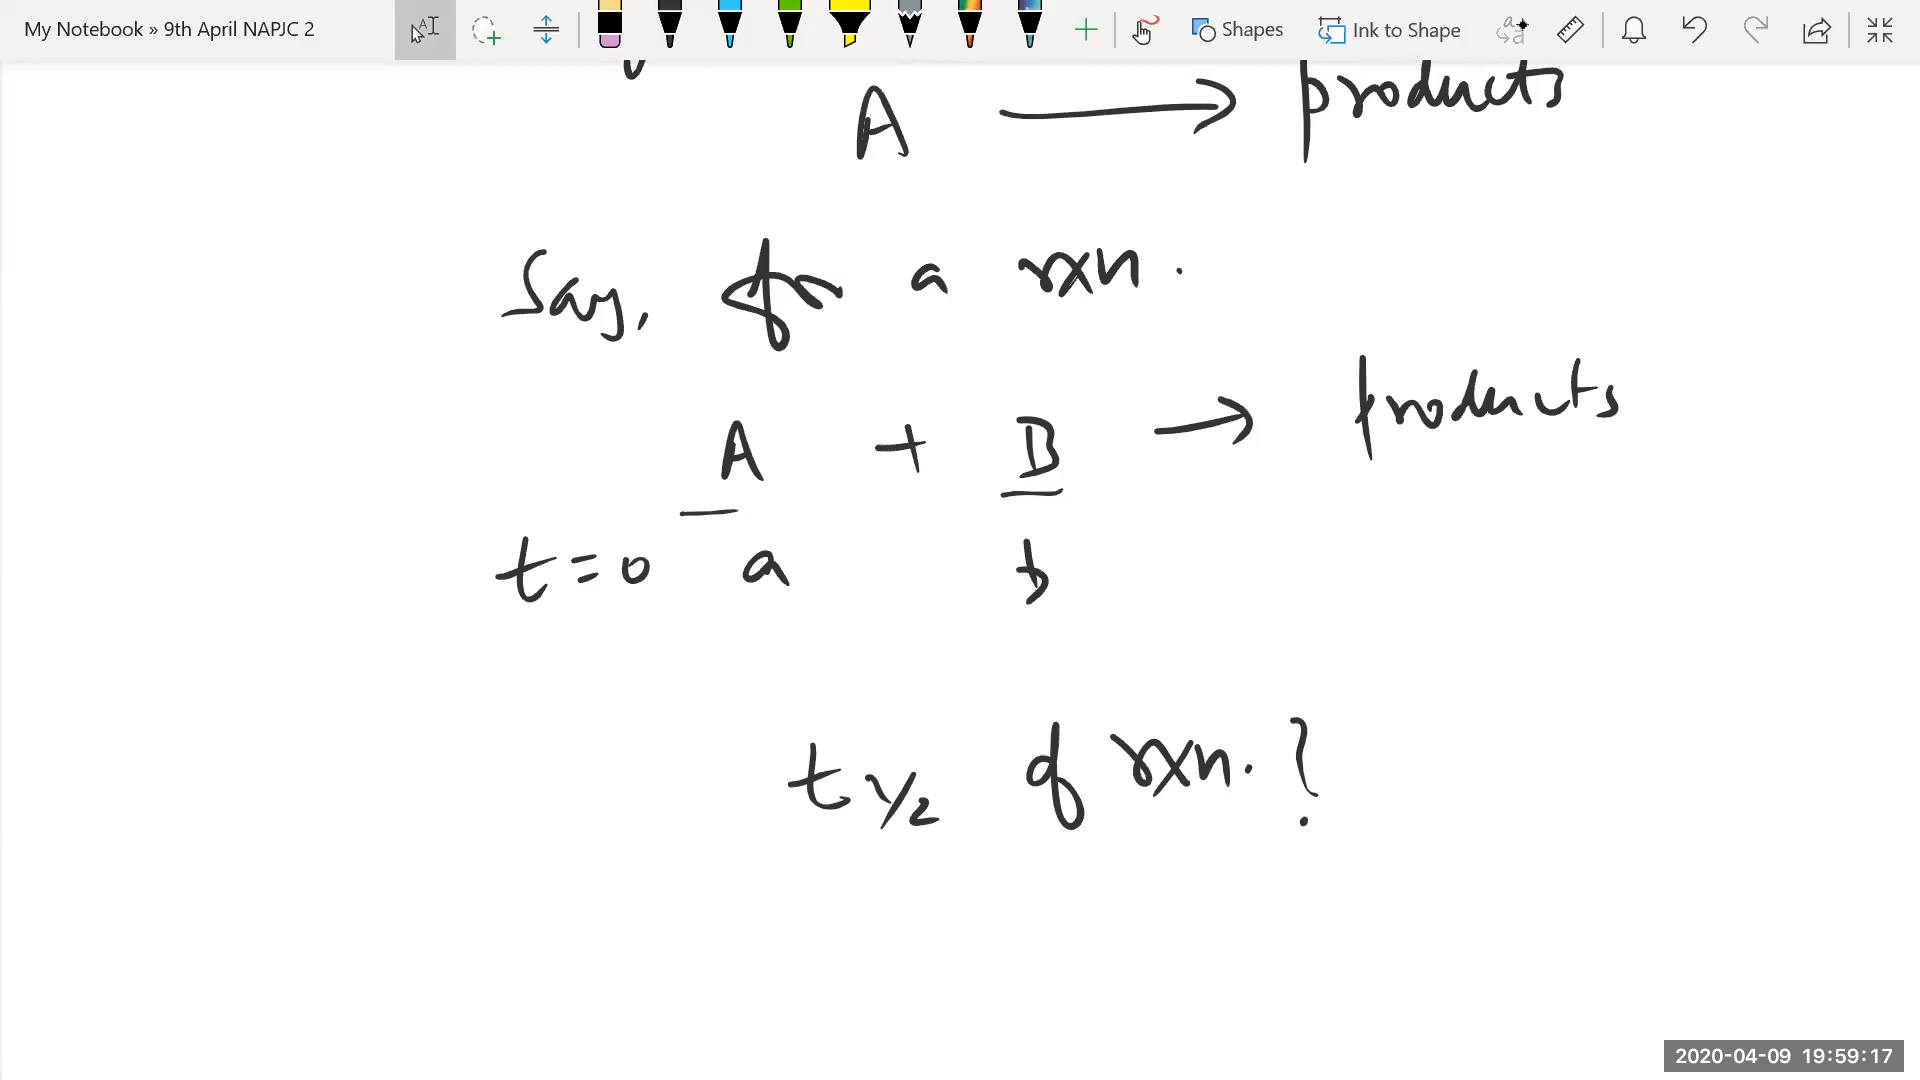 My Notebook » 9th April NAPJC 2
Shapes
Ink to Shape
A → products
Say, for a rxn.
A + B → products
t=0 a b
t 1/2 of rxn. ?
2020-04-09 19:59:17